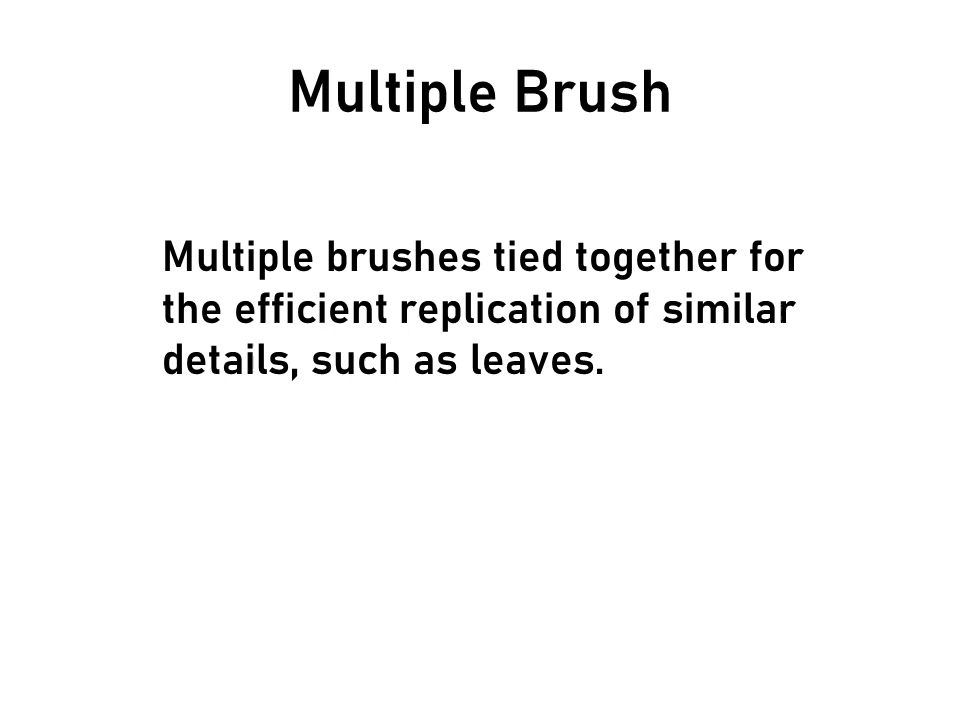 Multiple Brush
Multiple brushes tied together for
the efficient replication of similar
details, such as leaves.